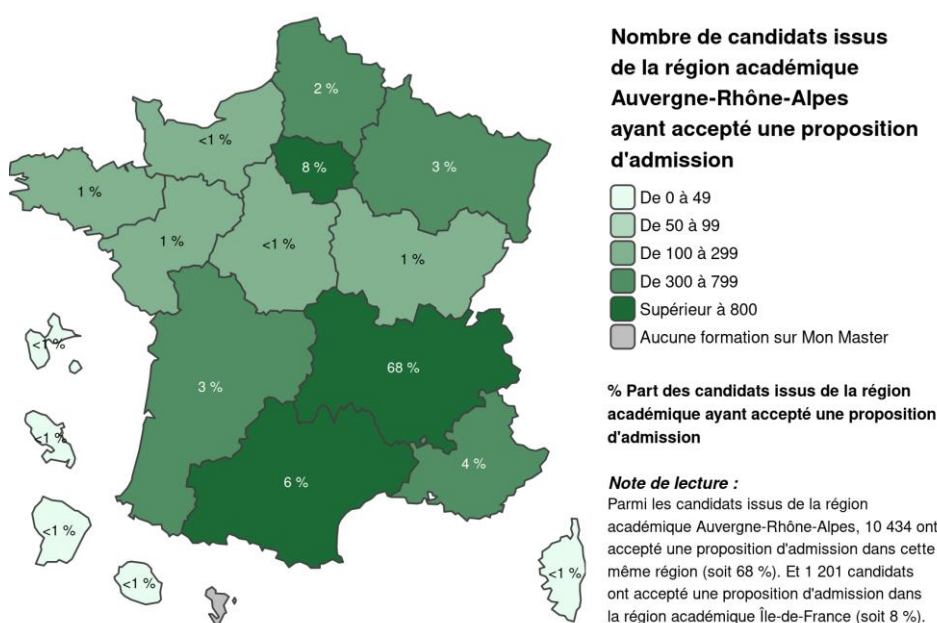 Nombre de candidats issus
de la région académique
Auvergne-Rhône-Alpes
ayant accepté une proposition
d'admission
De 0 à 49
De 50 à 99
De 100 à 299
De 300 à 799
Supérieur à 800
Aucune formation sur Mon Master
% Part des candidats issus de la région
académique ayant accepté une proposition
d'admission
Note de lecture :
Parmi les candidats issus de la région
académique Auvergne-Rhône-Alpes, 10 434 ont
accepté une proposition d'admission dans cette
même région (soit 68 %). Et 1 201 candidats
ont accepté une proposition d'admission dans
la région académique Île-de-France (soit 8 %).
2 %
<1 %
8 %
3 %
1 %
1 %
<1 %
1 %
<1 %
68 %
3 %
<1 %
4 %
6 %
<1 %
<1 %
<1 %